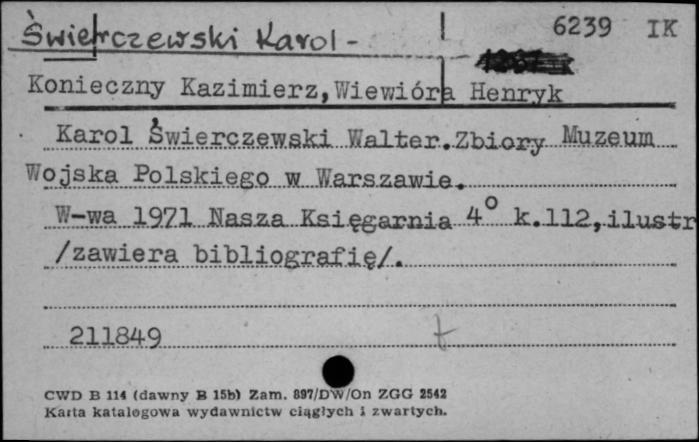 Świerczewski Karol -
6239 IK
Konieczny Kazimierz,Wiewióra Henryk
Karol Świerczewski Walter.Zbiory Muzeum
Wojska Polskiego w Warszawie.
W-wa 1971 Nasza Księgarnia 4° k.112,ilustr
/zawiera bibliografię/.
211849
CWD B 114 (dawny B 15b) Zam. 897/DW/On ZGG 2542
Karta katalogowa wydawnictw ciągłych i zwartych.